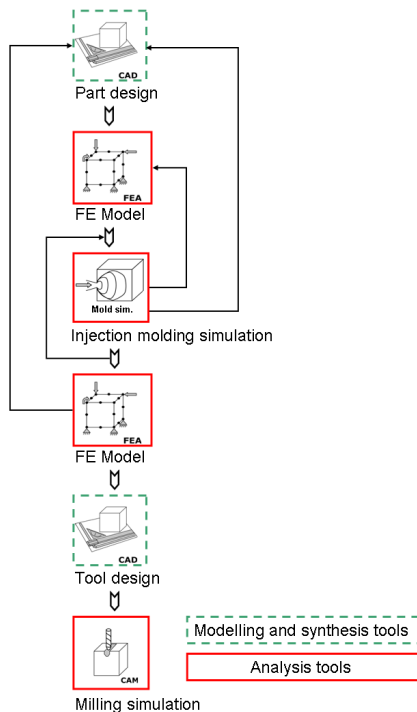 CAD
Part design
FEA
FE Model
Mold sim.
Injection molding simulation
FEA
FE Model
CAD
Tool design
CAM
Milling simulation
Modelling and synthesis tools
Analysis tools